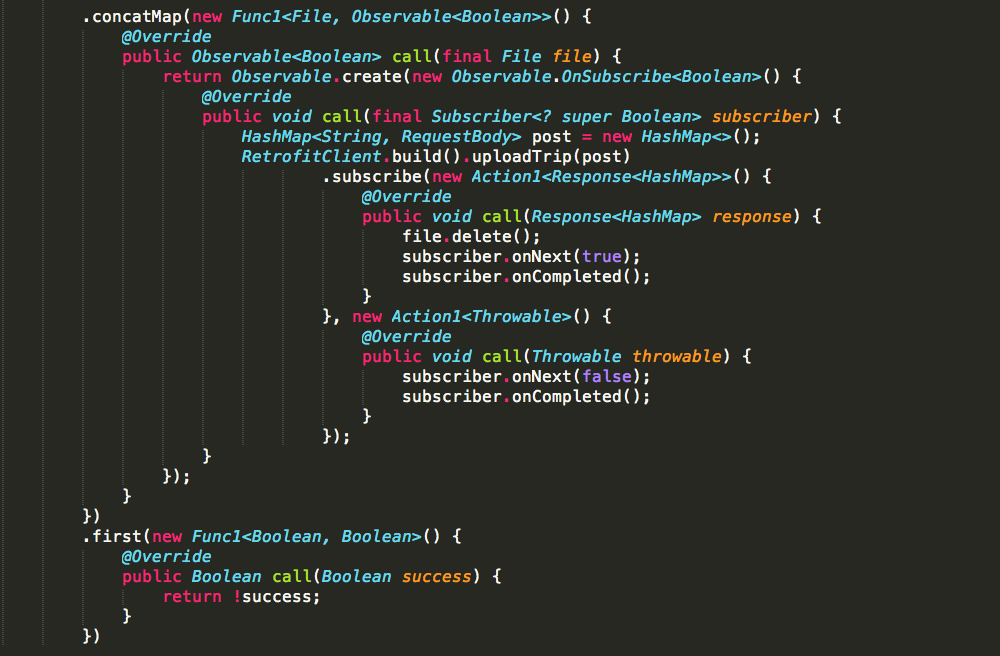 .concatMap(new Func1<File, Observable<Boolean>>() {
@Override
public Observable<Boolean> call(final File file) {
return Observable.create(new Observable.OnSubscribe<Boolean>() {
@Override
public void call(final Subscriber<? super Boolean> subscriber) {
HashMap<String, RequestBody> post = new HashMap<>();
RetrofitClient.build().uploadTrip(post)
.subscribe(new Action1<Response<HashMap>>() {
@Override
public void call(Response<HashMap> response) {
file.delete();
subscriber.onNext(true);
subscriber.onCompleted();
}
}, new Action1<Throwable>() {
@Override
public void call(Throwable throwable) {
subscriber.onNext(false);
subscriber.onCompleted();
}
});
}
});
}
})
.first(new Func1<Boolean, Boolean>() {
@Override
public Boolean call(Boolean success) {
return !success;
}
})